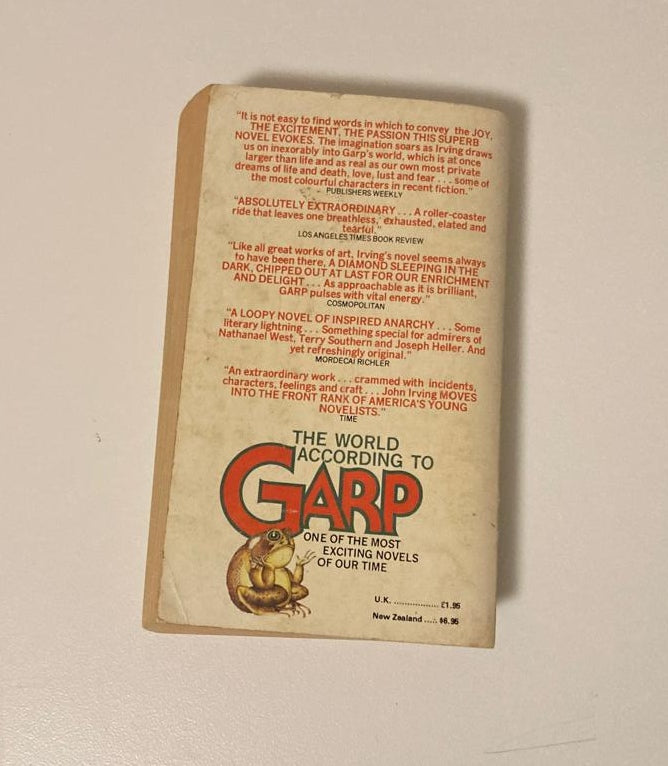 "It is not easy to find words in which to convey the JOY,
THE EXCITEMENT, THE PASSION THIS SUPERB
NOVEL EVOKES. The imagination soars as Irving draws
us on inexorably into Garp's world, which is at once
larger than life and as real as our own most private
dreams of life and death, love, lust and fear . . . some of
the most colourful characters in recent fiction."
PUBLISHERS WEEKLY
"ABSOLUTELY EXTRAORDINARY . . . A roller-coaster
ride that leaves one breathless, exhausted, elated and
tearful."
LOS ANGELES TIMES BOOK REVIEW
"Like all great works of art, Irving's novel seems always
to have been there, A DIAMOND SLEEPING IN THE
DARK, CHIPPED OUT AT LAST FOR OUR ENRICHMENT
AND DELIGHT . . . As approachable as it is brilliant,
GARP pulses with vital energy."
COSMOPOLITAN
"A LOOPY NOVEL OF INSPIRED ANARCHY . . . Some
literary lightning . . . Something special for admirers of
Nathanael West, Terry Southern and Joseph Heller. And
yet refreshingly original."
MORDECAI RICHLER
"An extraordinary work . . . crammed with incidents,
characters, feelings and craft . . . John Irving MOVES
INTO THE FRONT RANK OF AMERICA'S YOUNG
NOVELISTS."
TIME
THE WORLD
ACCORDING TO
GARP
ONE OF THE MOST
EXCITING NOVELS
OF OUR TIME
U.K. .................. £1.95
New Zealand ..... $6.95